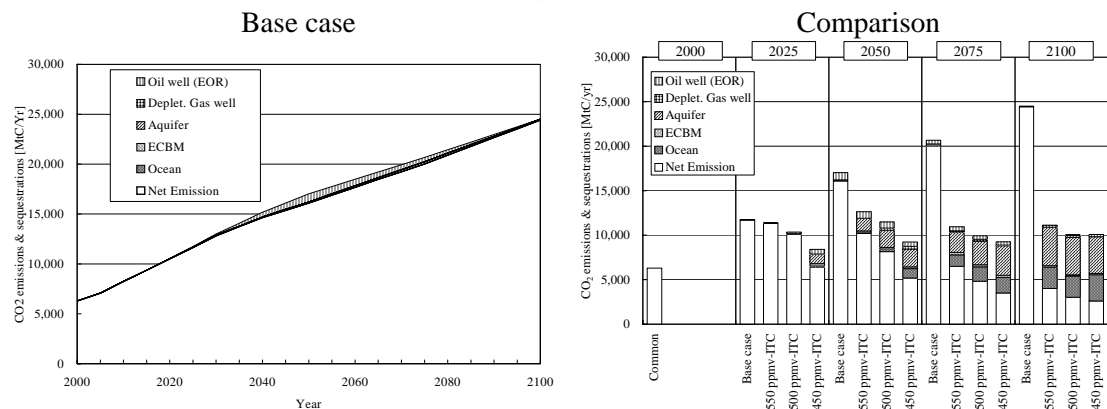 Base case
CO2 emissions & sequestrations [MtC/Yr]
30,000
25,000
20,000
15,000
10,000
5,000
0
Oil well (EOR)
Deplet. Gas well
Aquifer
ECBM
Ocean
Net Emission
2000 2020 2040 2060 2080 2100
Year
Comparison
2000 2025 2050 2075 2100
CO₂ emissions & sequestrations [MtC/yr]
30,000
25,000
20,000
15,000
10,000
5,000
0
Oil well (EOR)
Deplet. Gas well
Aquifer
ECBM
Ocean
Net Emission
Common
Base case
550 ppmv-ITC
500 ppmv-ITC
450 ppmv-ITC
Base case
550 ppmv-ITC
500 ppmv-ITC
450 ppmv-ITC
Base case
550 ppmv-ITC
500 ppmv-ITC
450 ppmv-ITC
Base case
550 ppmv-ITC
500 ppmv-ITC
450 ppmv-ITC